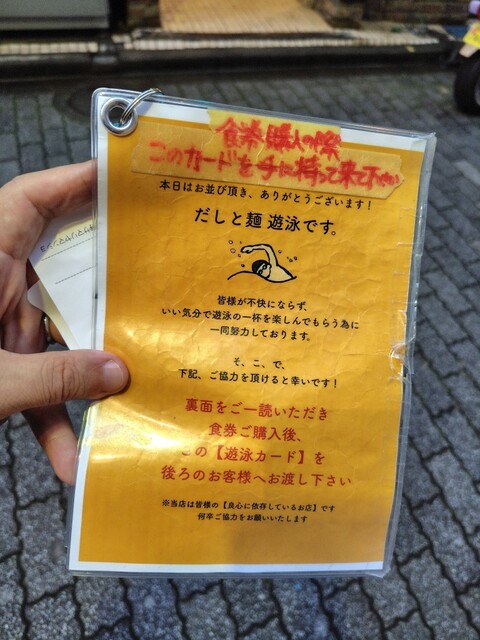 食券購入の際
このカードを手に持って来て下さい
本日はお並び頂き、ありがとうございます！
だしと麺 遊泳です。
皆様が不快にならず、
いい気分で遊泳の一杯を楽しんでもらう為に
一同努力しております。
そ、こ、で、
下記、ご協力を頂けると幸いです！
裏面をご一読いただき
食券ご購入後、
この【遊泳カード】を
後ろのお客様へお渡し下さい
※当店は皆様の【良心に依存しているお店】です
何卒ご協力をお願いいたします